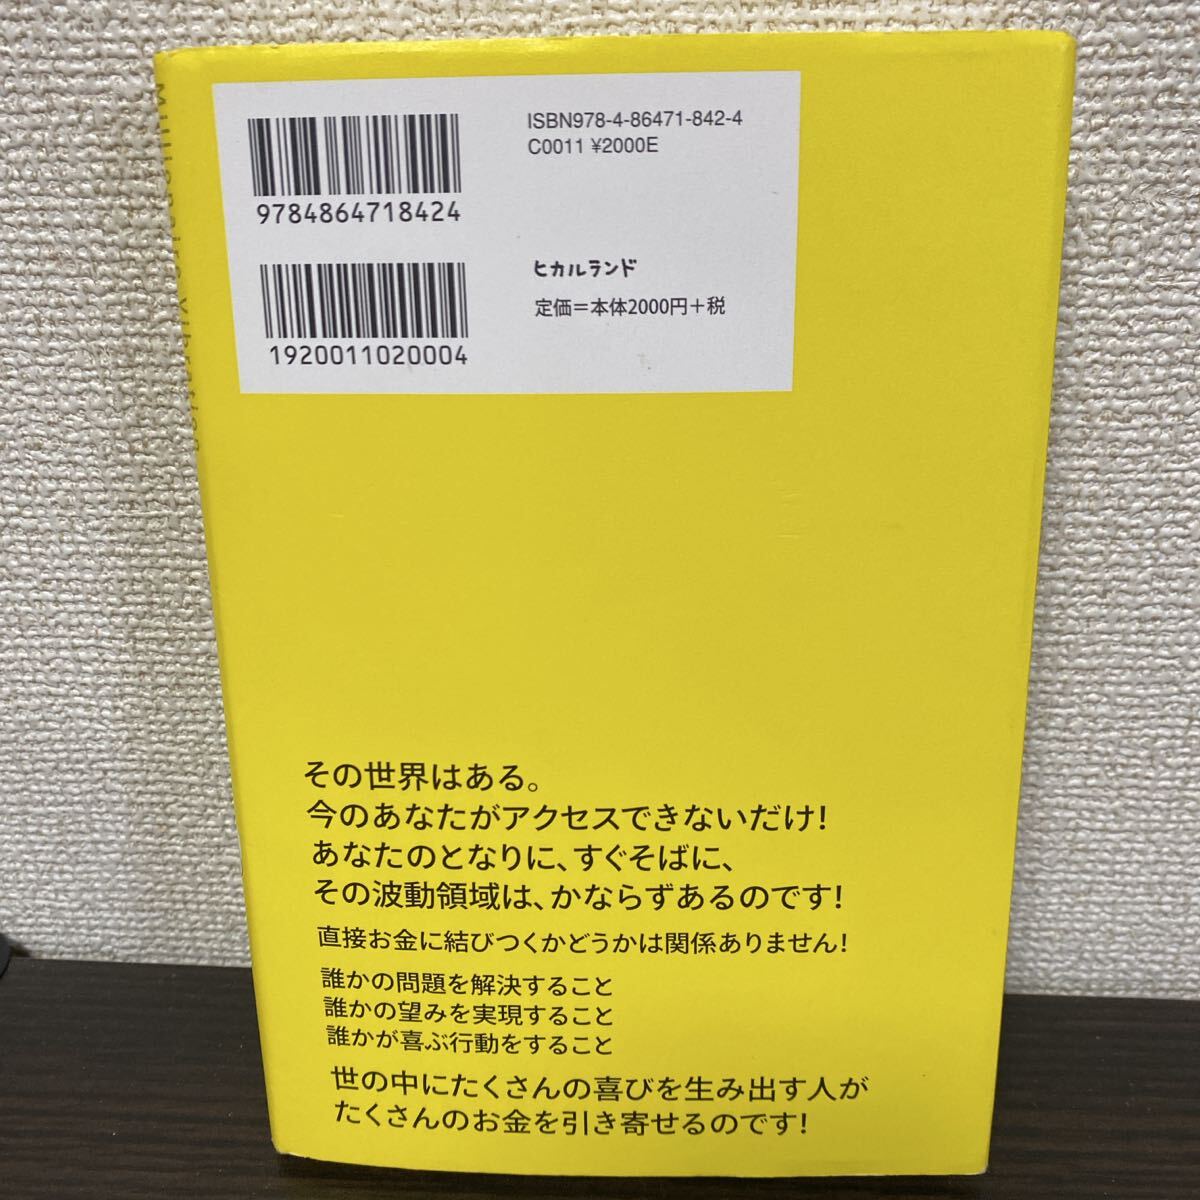 Millionaire Vibration
ISBN978-4-86471-842-4
C0011 ¥2000E
9784864718424
ヒカルランド
定価=本体2000円+税
1920011020004
その世界はある。
今のあなたがアクセスできないだけ!
あなたのとなりに、すぐそばに、
その波動領域は、かならずあるのです!
直接お金に結びつくかどうかは関係ありません!
誰かの問題を解決すること
誰かの望みを実現すること
誰かが喜ぶ行動をすること
世の中にたくさんの喜びを生み出す人が
たくさんのお金を引き寄せるのです!